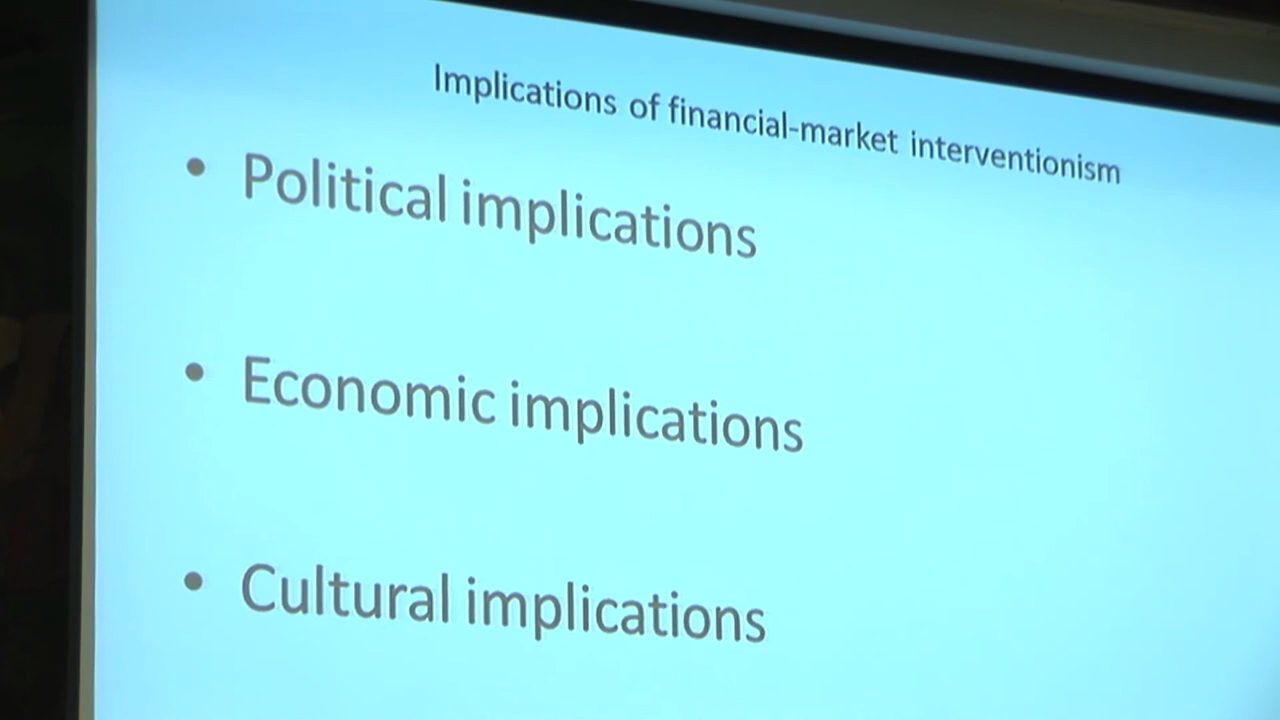 Implications of financial-market interventionism
• Political implications
• Economic implications
• Cultural implications